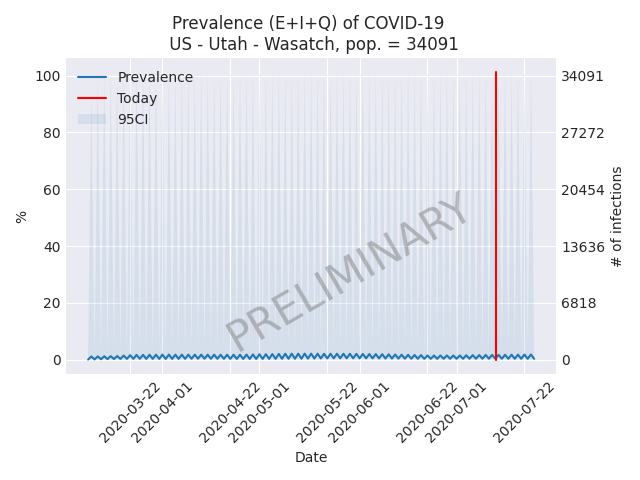 Prevalence (E+I+Q) of COVID-19
US - Utah - Wasatch, pop. = 34091
Prevalence
Today
95CI
100
80
60
40
20
0
%
34091
27272
20454
13636
6818
0
# of infections
PRELIMINARY
2020-03-22
2020-04-01
2020-04-22
2020-05-01
2020-05-22
2020-06-01
2020-06-22
2020-07-01
2020-07-22
Date